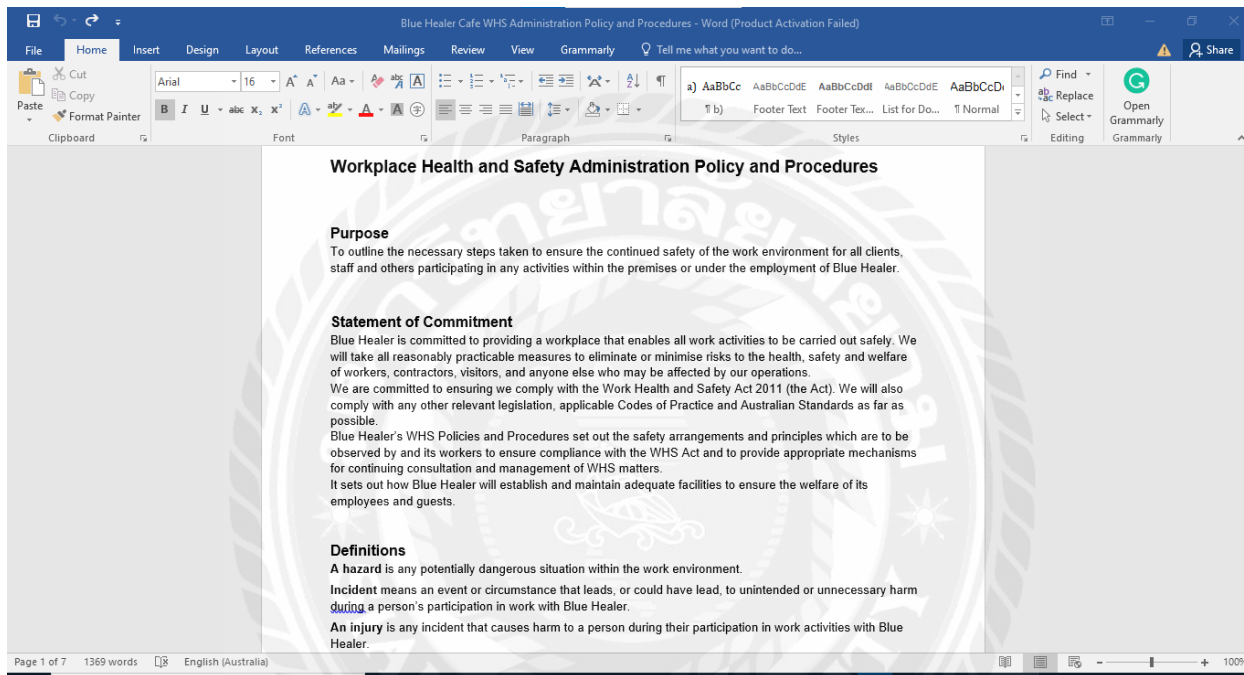 Blue Healer Cafe WHS Administration Policy and Procedures - Word (Product Activation Failed)
File Home Insert Design Layout References Mailings Review View Grammarly Tell me what you want to do... Share
Paste Cut Copy Format Painter
Arial 16
Aa
B I U abc X₂ X²
a) AaBbCc AaBbCcDdE AaBbCcDdI AaBbCcDdE AaBbCcDı
¶ b) Footer Text Footer Tex... List for Do... ¶ Normal
Find Replace Select
Open Grammarly
Clipboard Font Paragraph Styles Editing Grammarly
Workplace Health and Safety Administration Policy and Procedures
Purpose
To outline the necessary steps taken to ensure the continued safety of the work environment for all clients,
staff and others participating in any activities within the premises or under the employment of Blue Healer.
Statement of Commitment
Blue Healer is committed to providing a workplace that enables all work activities to be carried out safely. We
will take all reasonably practicable measures to eliminate or minimise risks to the health, safety and welfare
of workers, contractors, visitors, and anyone else who may be affected by our operations.
We are committed to ensuring we comply with the Work Health and Safety Act 2011 (the Act). We will also
comply with any other relevant legislation, applicable Codes of Practice and Australian Standards as far as
possible.
Blue Healer's WHS Policies and Procedures set out the safety arrangements and principles which are to be
observed by and its workers to ensure compliance with the WHS Act and to provide appropriate mechanisms
for continuing consultation and management of WHS matters.
It sets out how Blue Healer will establish and maintain adequate facilities to ensure the welfare of its
employees and guests.
Definitions
A hazard is any potentially dangerous situation within the work environment.
Incident means an event or circumstance that leads, or could have lead, to unintended or unnecessary harm
during a person's participation in work with Blue Healer.
An injury is any incident that causes harm to a person during their participation in work activities with Blue
Healer.
Page 1 of 7 1369 words English (Australia) 100%